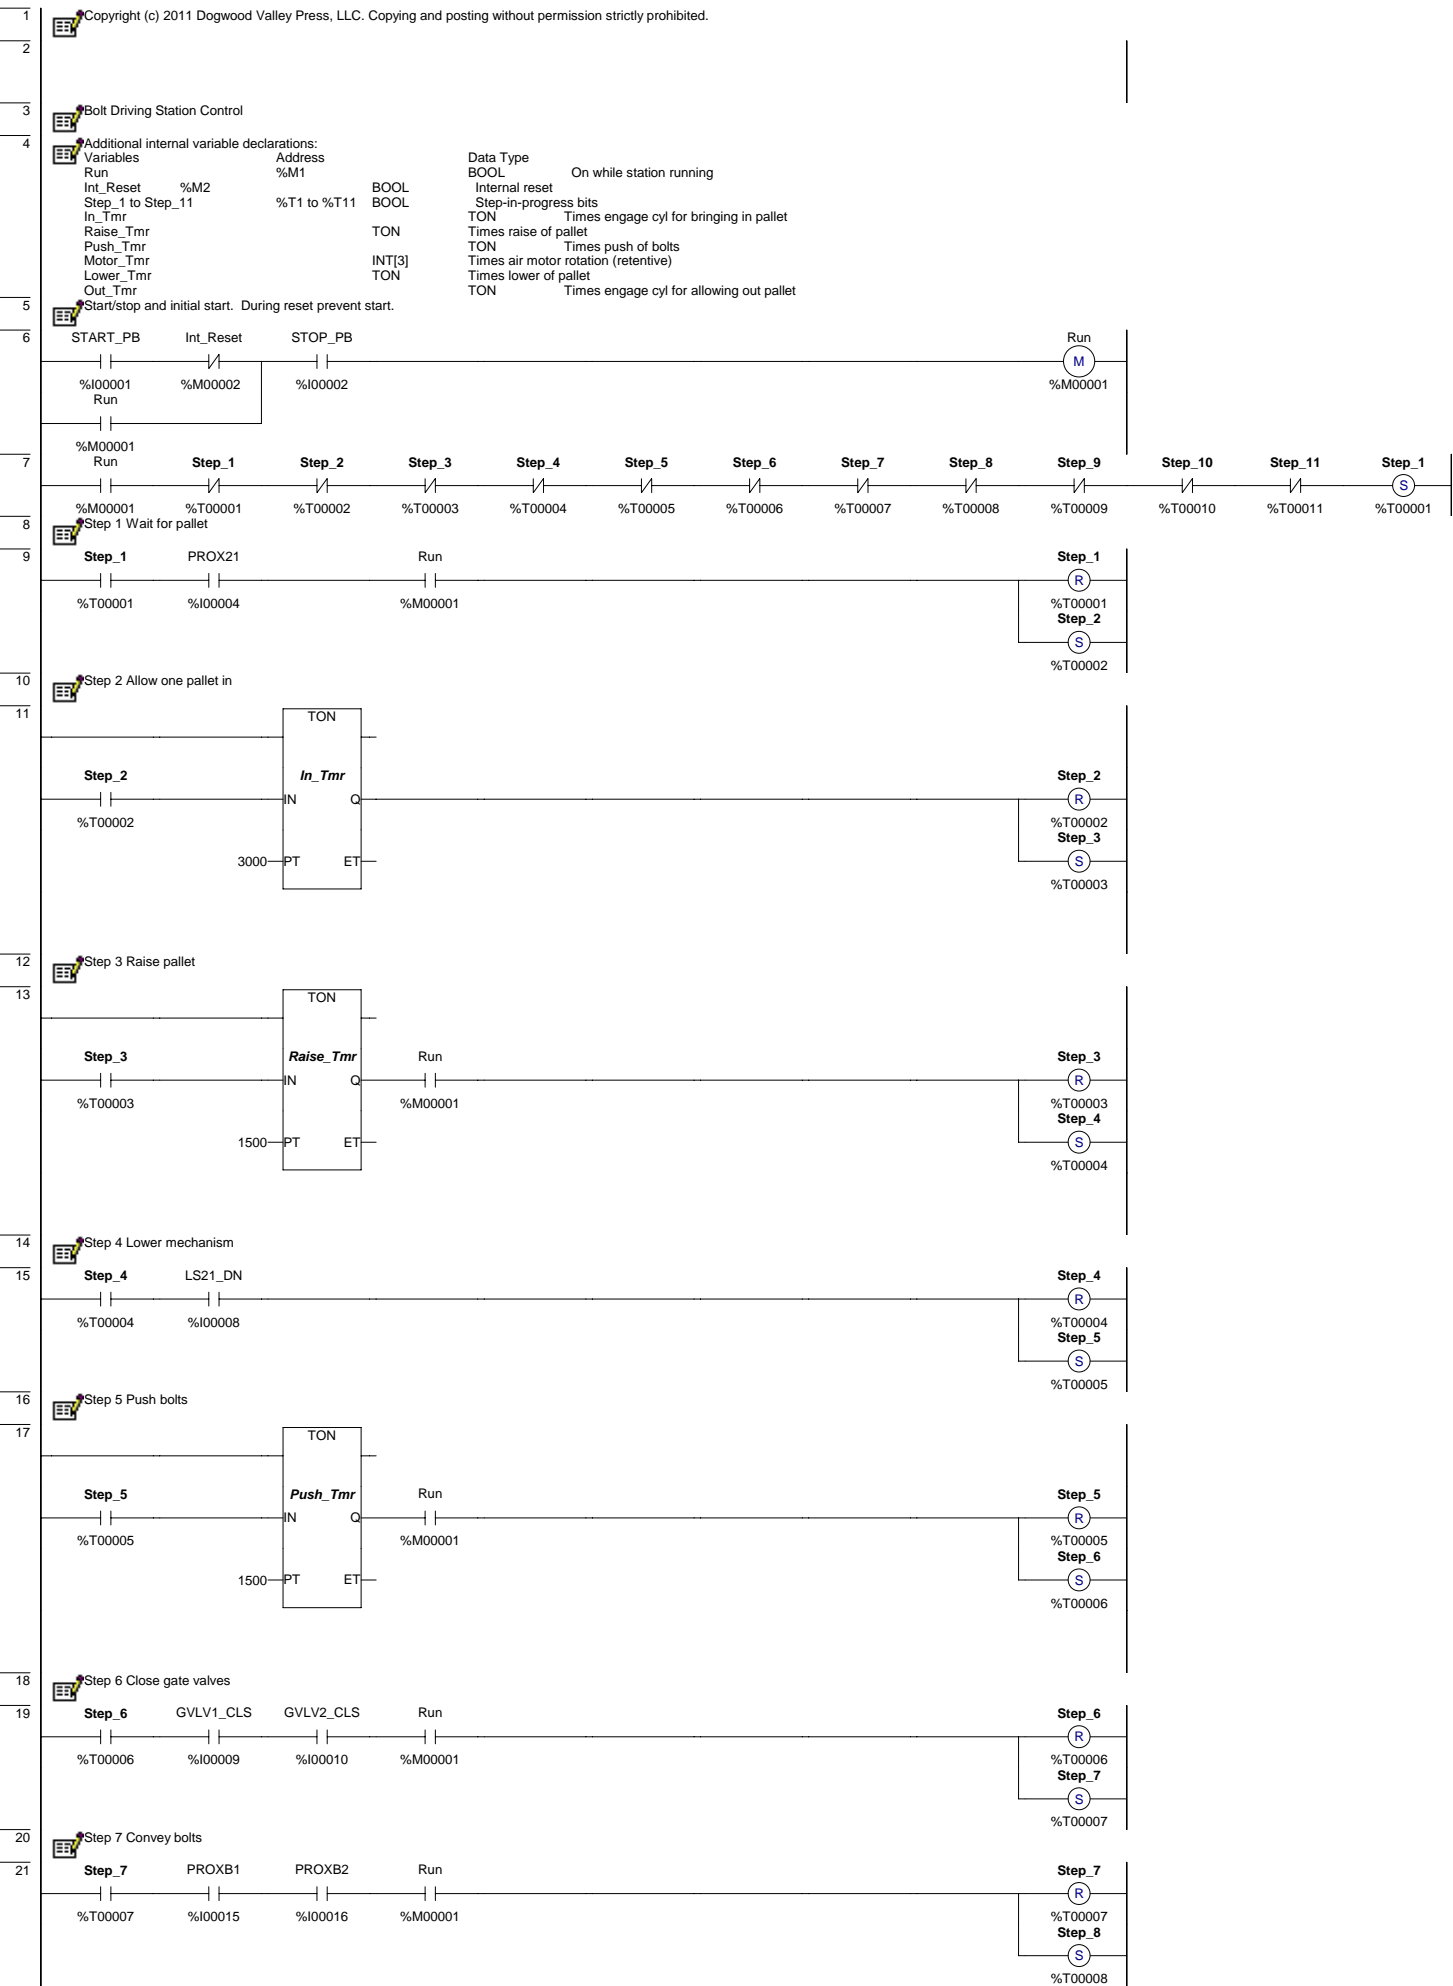 1 Copyright (c) 2011 Dogwood Valley Press, LLC. Copying and posting without permission strictly prohibited.
2
3 Bolt Driving Station Control
4 Additional internal variable declarations:
Variables Address Data Type
Run %M1 BOOL On while station running
Int_Reset %M2 BOOL Internal reset
Step_1 to Step_11 %T1 to %T11 BOOL Step-in-progress bits
In_Tmr TON Times engage cyl for bringing in pallet
Raise_Tmr TON Times raise of pallet
Push_Tmr TON Times push of bolts
Motor_Tmr INT[3] Times air motor rotation (retentive)
Lower_Tmr TON Times lower of pallet
Out_Tmr TON Times engage cyl for allowing out pallet
5 Start/stop and initial start. During reset prevent start.
6 START_PB Int_Reset STOP_PB Run
M
%I00001 %M00002 %I00002 %M00001
Run
%M00001
7 Run Step_1 Step_2 Step_3 Step_4 Step_5 Step_6 Step_7 Step_8 Step_9 Step_10 Step_11 Step_1
S
%M00001 %T00001 %T00002 %T00003 %T00004 %T00005 %T00006 %T00007 %T00008 %T00009 %T00010 %T00011 %T00001
8 Step 1 Wait for pallet
9 Step_1 PROX21 Run Step_1
R
%T00001 %I00004 %M00001 %T00001
Step_2
S
%T00002
10 Step 2 Allow one pallet in
11 TON
Step_2 In_Tmr Step_2
IN Q R
%T00002 %T00002
Step_3
3000 PT ET S
%T00003
12 Step 3 Raise pallet
13 TON
Step_3 Raise_Tmr Run Step_3
IN Q R
%T00003 %M00001 %T00003
Step_4
1500 PT ET S
%T00004
14 Step 4 Lower mechanism
15 Step_4 LS21_DN Step_4
R
%T00004 %I00008 %T00004
Step_5
S
%T00005
16 Step 5 Push bolts
17 TON
Step_5 Push_Tmr Run Step_5
IN Q R
%T00005 %M00001 %T00005
Step_6
1500 PT ET S
%T00006
18 Step 6 Close gate valves
19 Step_6 GVLV1_CLS GVLV2_CLS Run Step_6
R
%T00006 %I00009 %I00010 %M00001 %T00006
Step_7
S
%T00007
20 Step 7 Convey bolts
21 Step_7 PROXB1 PROXB2 Run Step_7
R
%T00007 %I00015 %I00016 %M00001 %T00007
Step_8
S
%T00008